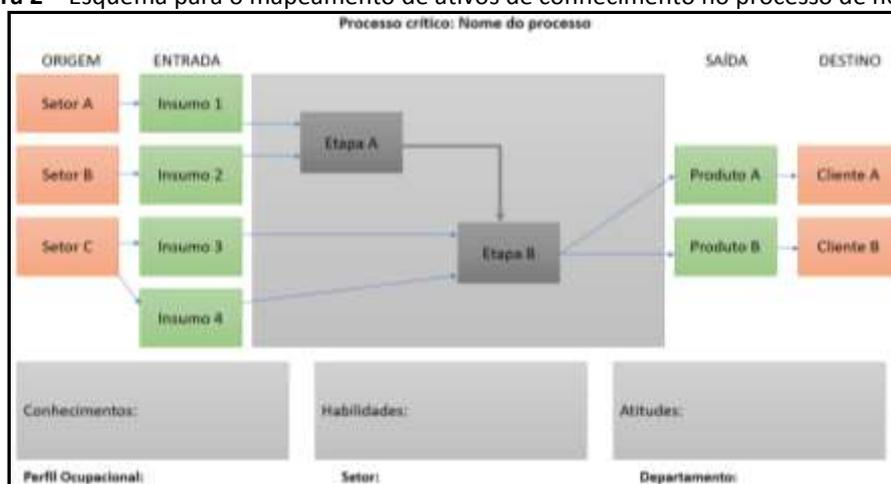 Esquema para o mapeamento de ativos de conhecimento no processo de
Processo crítico: Nome do processo
ORIGEM ENTRADA SAÍDA DESTINO
Setor A Insumo 1
Etapa A
Setor B Insumo 2 Produto A Cliente A
Setor C Insumo 3 Etapa B Produto B Cliente B
Insumo 4
Conhecimentos: Habilidades: Atitudes:
Perfil Ocupacional: Setor: Departamento: